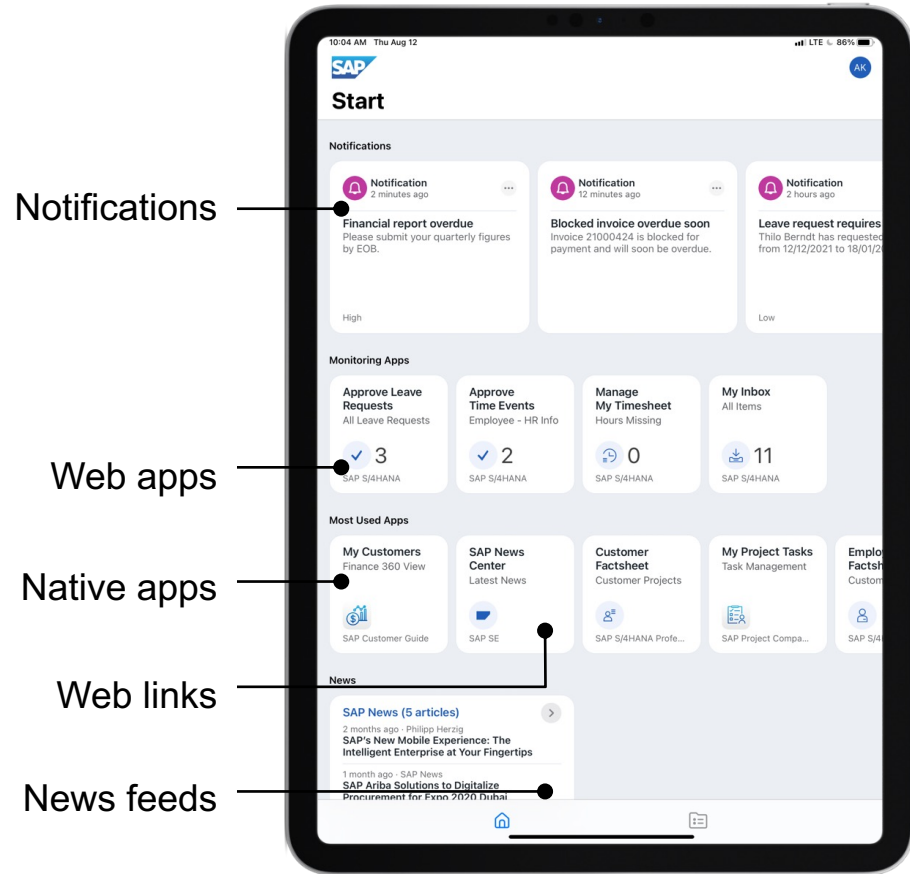 10:04 AM Thu Aug 12
LTE 86%
SAP
AK
Start
Notifications
Notification
2 minutes ago
Financial report overdue
Please submit your quarterly figures
by EOB.
High
Notification
12 minutes ago
Blocked invoice overdue soon
Invoice 21000424 is blocked for
payment and will soon be overdue.
Notification
2 hours ago
Leave request requires
Thilo Berndt has requested
from 12/12/2021 to 18/01/20
Low
Notifications
Monitoring Apps
Approve Leave
Requests
All Leave Requests
3
SAP S/4HANA
Approve
Time Events
Employee - HR Info
2
SAP S/4HANA
Manage
My Timesheet
Hours Missing
0
SAP S/4HANA
My Inbox
All Items
11
SAP S/4HANA
Web apps
Most Used Apps
My Customers
Finance 360 View
SAP Customer Guide
SAP News
Center
Latest News
SAP SE
Customer
Factsheet
Customer Projects
SAP S/4HANA Profe...
My Project Tasks
Task Management
SAP Project Compa...
Emplo
Factsh
Custom
SAP S/4
Native apps
Web links
News
SAP News (5 articles)
2 months ago · Philipp Herzig
SAP's New Mobile Experience: The
Intelligent Enterprise at Your Fingertips
1 month ago · SAP News
SAP Ariba Solutions to Digitalize
Procurement for Expo 2020 Dubai
News feeds